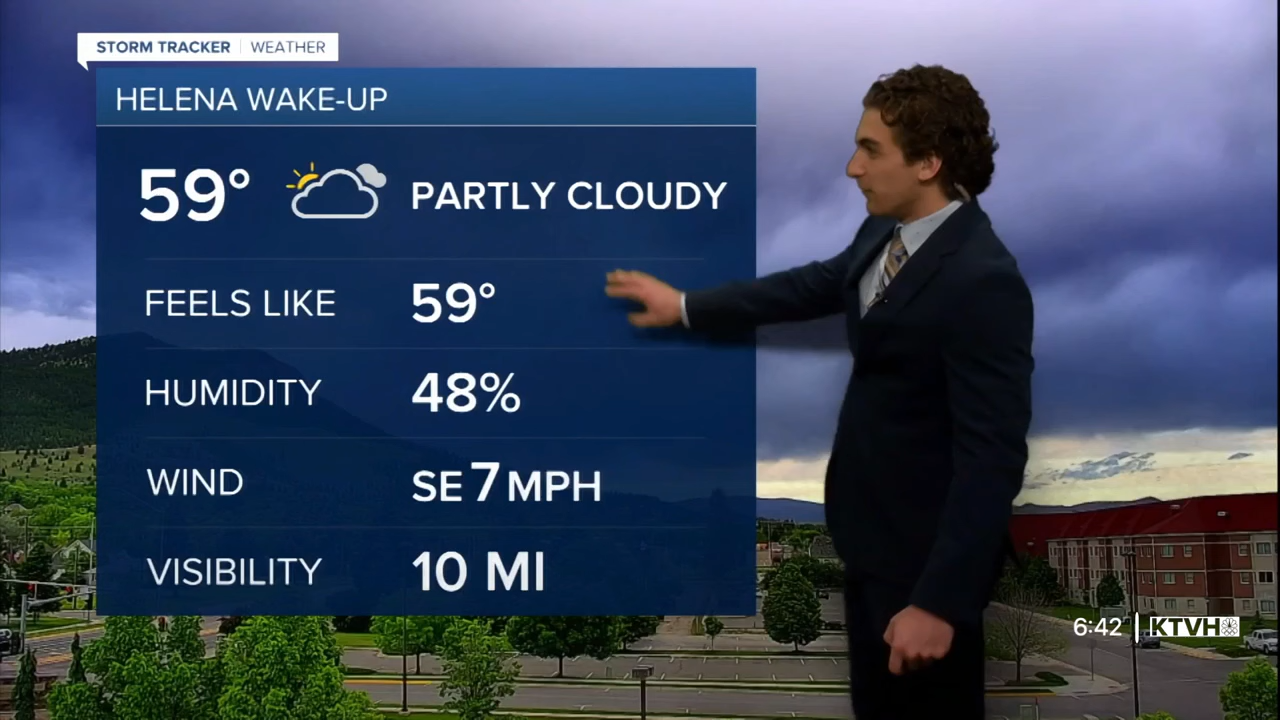 STORM TRACKER | WEATHER
HELENA WAKE-UP
59° PARTLY CLOUDY
FEELS LIKE 59°
HUMIDITY 48%
WIND SE 7 MPH
VISIBILITY 10 MI
6:42 | KTVH